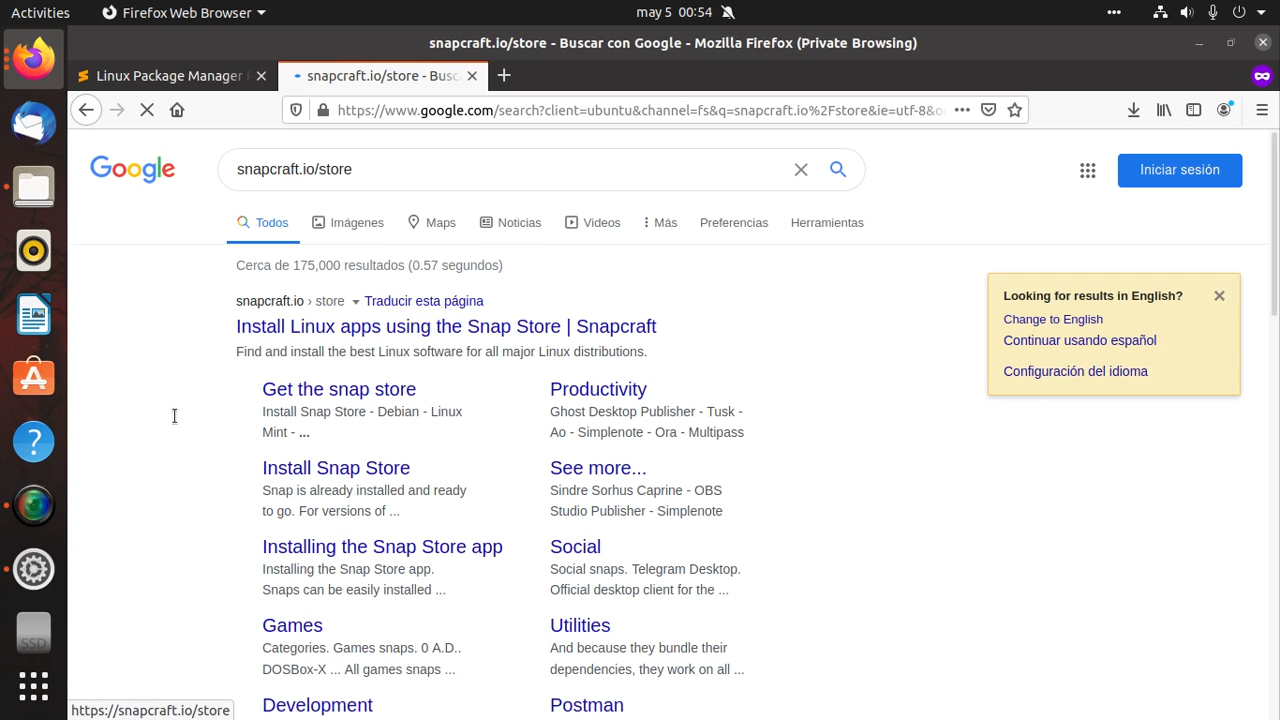 Activities
Firefox Web Browser
may 5 00:54
snapcraft.io/store - Buscar con Google - Mozilla Firefox (Private Browsing)
Linux Package Manager
snapcraft.io/store - Busc
https://www.google.com/search?client=ubuntu&channel=fs&q=snapcraft.io%2Fstore&ie=utf-8&o
Google
snapcraft.io/store
Iniciar sesión
Todos
Imágenes
Maps
Noticias
Videos
Más
Preferencias
Herramientas
Cerca de 175,000 resultados (0.57 segundos)
snapcraft.io › store
Traducir esta página
Install Linux apps using the Snap Store | Snapcraft
Find and install the best Linux software for all major Linux distributions.
Looking for results in English?
Change to English
Continuar usando español
Configuración del idioma
Get the snap store
Install Snap Store - Debian - Linux
Mint - ...
Productivity
Ghost Desktop Publisher - Tusk -
Ao - Simplenote - Ora - Multipass
Install Snap Store
Snap is already installed and ready
to go. For versions of ...
See more...
Sindre Sorhus Caprine - OBS
Studio Publisher - Simplenote
Installing the Snap Store app
Installing the Snap Store app.
Snaps can be easily installed ...
Social
Social snaps. Telegram Desktop.
Official desktop client for the ...
Games
Categories. Games snaps. 0 A.D..
DOSBox-X ... All games snaps ...
Utilities
And because they bundle their
dependencies, they work on all ...
Development
Postman
SSD
https://snapcraft.io/store